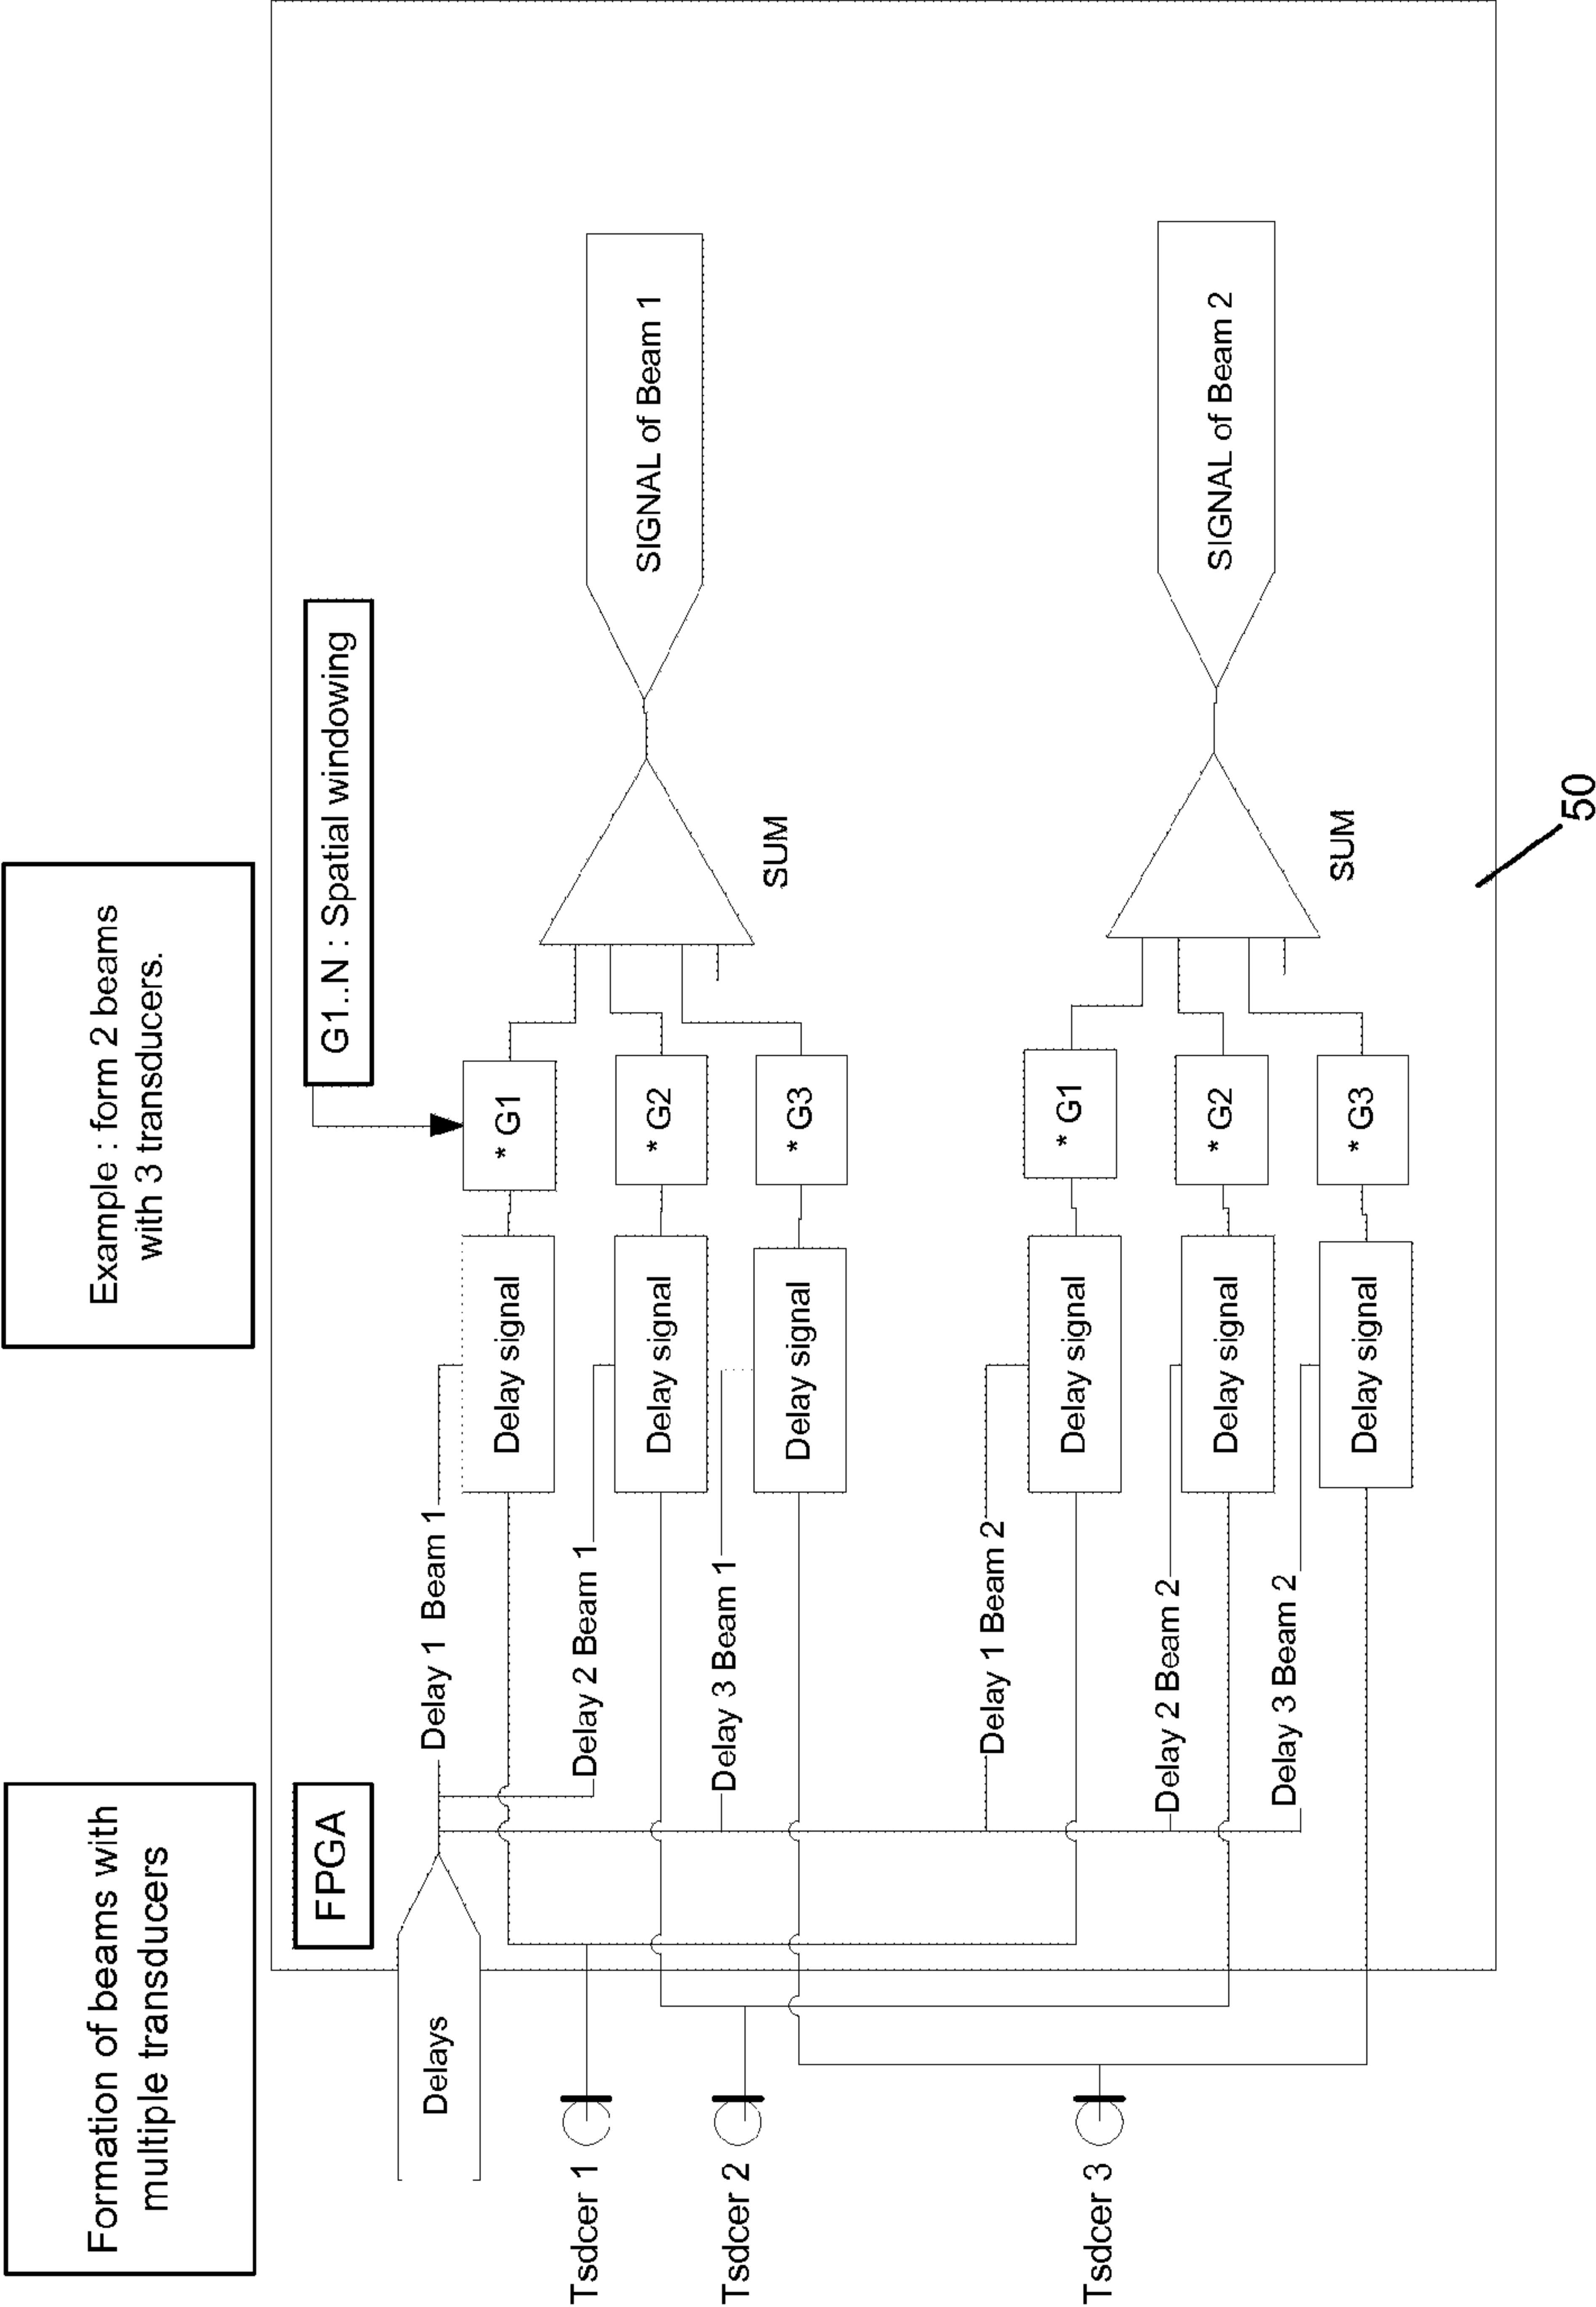 Formation of beams with
multiple transducers
Example : form 2 beams
with 3 transducers.
FPGA
G1..N : Spatial windowing
Delays
Delay 1 Beam 1
Delay signal
* G1
Tsdcer 1
Delay 2 Beam 1
Delay signal
* G2
SIGNAL of Beam 1
Tsdcer 2
Delay 3 Beam 1
Delay signal
* G3
SUM
Delay 1 Beam 2
Delay signal
* G1
Tsdcer 3
Delay 2 Beam 2
Delay signal
* G2
SIGNAL of Beam 2
Delay 3 Beam 2
Delay signal
* G3
SUM
50